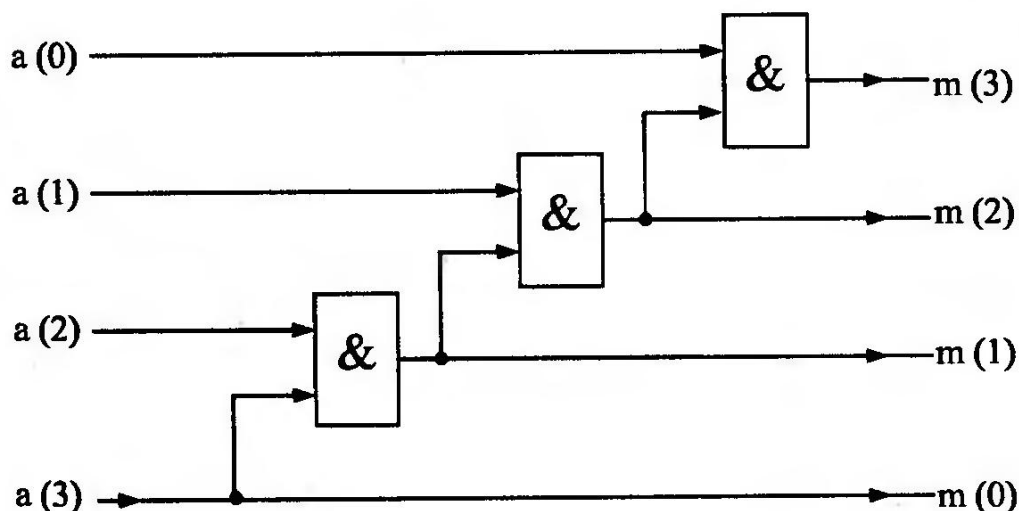 a (0)
&
m (3)
a (1)
&
m (2)
a (2)
&
m (1)
a (3)
m (0)